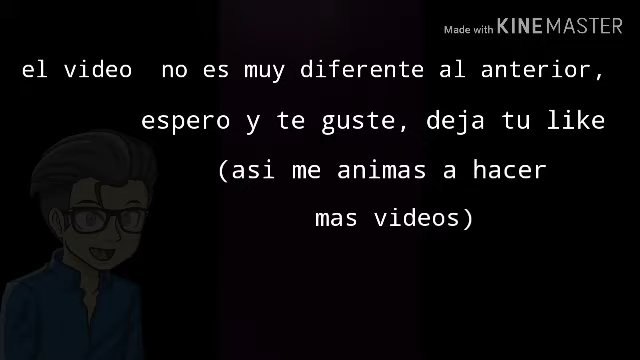 Made with KINEMASTER
el video no es muy diferente al anterior,
espero y te guste, deja tu like
(asi me animas a hacer
mas videos)